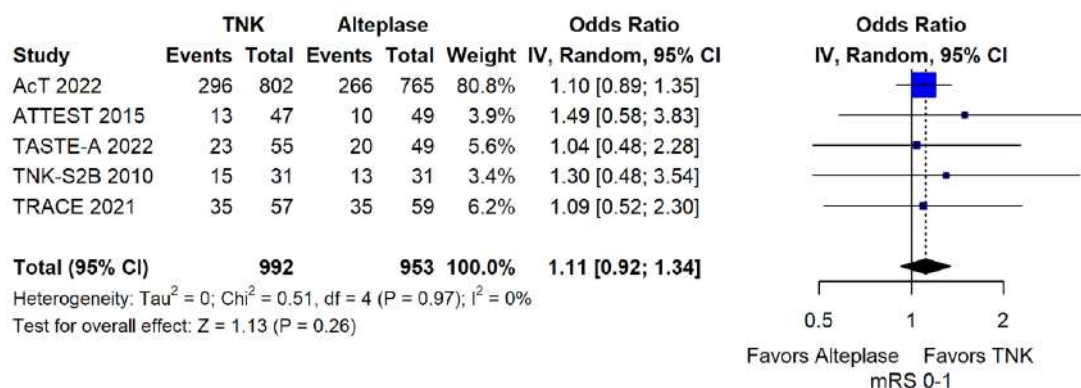 TNK Alteplase Odds Ratio Odds Ratio
Study Events Total Events Total Weight IV, Random, 95% CI IV, Random, 95% CI
AcT 2022 296 802 266 765 80.8% 1.10 [0.89; 1.35]
ATTEST 2015 13 47 10 49 3.9% 1.49 [0.58; 3.83]
TASTE-A 2022 23 55 20 49 5.6% 1.04 [0.48; 2.28]
TNK-S2B 2010 15 31 13 31 3.4% 1.30 [0.48; 3.54]
TRACE 2021 35 57 35 59 6.2% 1.09 [0.52; 2.30]
Total (95% CI) 992 953 100.0% 1.11 [0.92; 1.34]
Heterogeneity: Tau² = 0; Chi² = 0.51, df = 4 (P = 0.97); I² = 0%
Test for overall effect: Z = 1.13 (P = 0.26)
0.5 1 2
Favors Alteplase Favors TNK
mRS 0-1